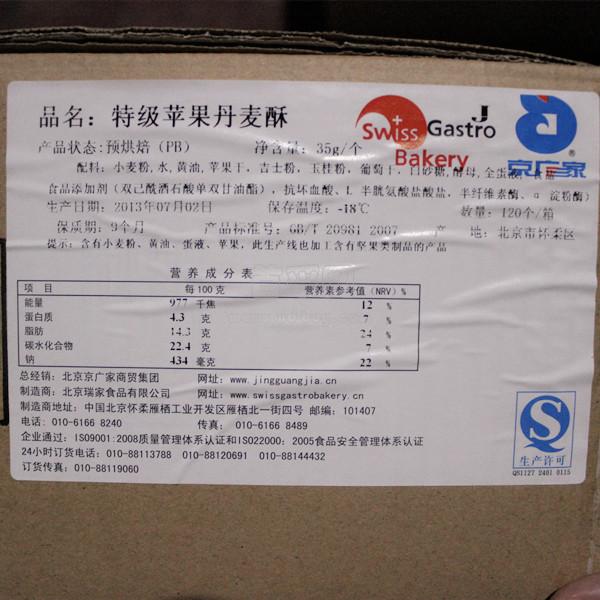 品名：特级苹果丹麦酥
Swiss Gastro J
Bakery
京广家
产品状态：预烘焙（PB） 净含量：35g/个
配料：小麦粉，水，黄油，苹果干，吉士粉，玉桂粉，葡萄干，白砂糖，酵母，全蛋液，食品
食品添加剂（双乙酰酒石酸单双甘油酯），抗坏血酸、L 半胱氨酸盐酸盐，半纤维素酶、α 淀粉酶）
生产日期：2013年07月02日 保存温度：-18℃ 数量：120个/箱
保质期：9个月 产品标准号：GB/T 20981 2007 产 地：北京市怀柔区
提示：含有小麦粉、黄油、蛋液、苹果，此生产线也加工含有坚果类制品的产品
营养成分表
项 目 每100克 营养素参考值（NRV）%
能量 977 千焦 12 %
蛋白质 4.3 克 7 %
脂肪 14.3 克 24 %
碳水化合物 22.4 克 7 %
钠 434 毫克 22 %
总经销：北京京广家商贸集团 网址：www.jingguangjia.cn
制造商：北京瑞家食品有限公司 网址：www.swissgastrobakery.cn
制造商地址：中国北京怀柔雁栖工业开发区雁栖北一街四号 邮编：101407
电话：010-6166 8240 传真：010-6166 8489
企业通过：ISO9001:2008质量管理体系认证和ISO22000：2005食品安全管理体系认证
24小时订货电话：010-88113788 010-88120691 010-88144432
订货传真：010-88119060
生产许可
QS1127 2401 0115